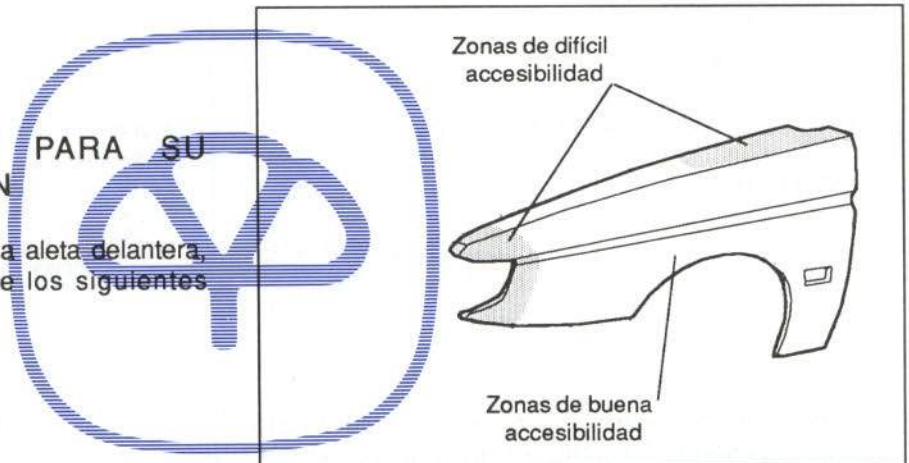 PARA SU
N
a aleta delantera,
e los siguientes
Zonas de difícil
accesibilidad
Zonas de buena
accesibilidad